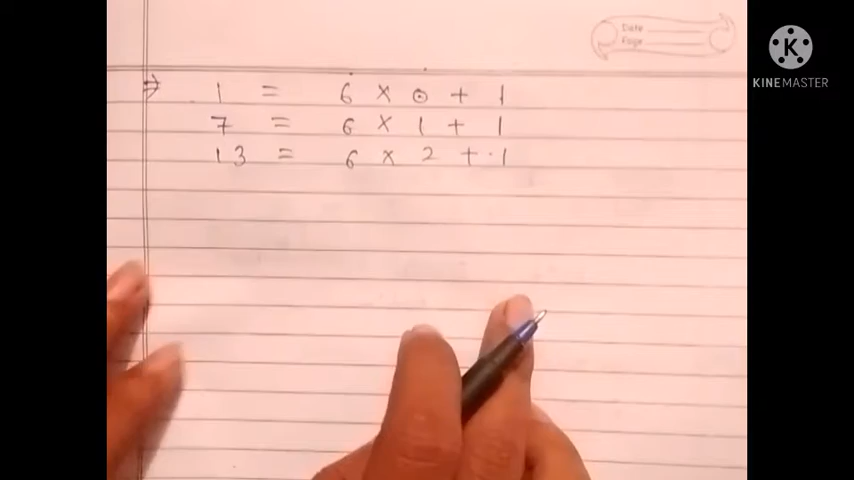 Date
Page
KINEMASTER
⇒ 1 = 6 × 0 + 1
7 = 6 × 1 + 1
13 = 6 × 2 + 1